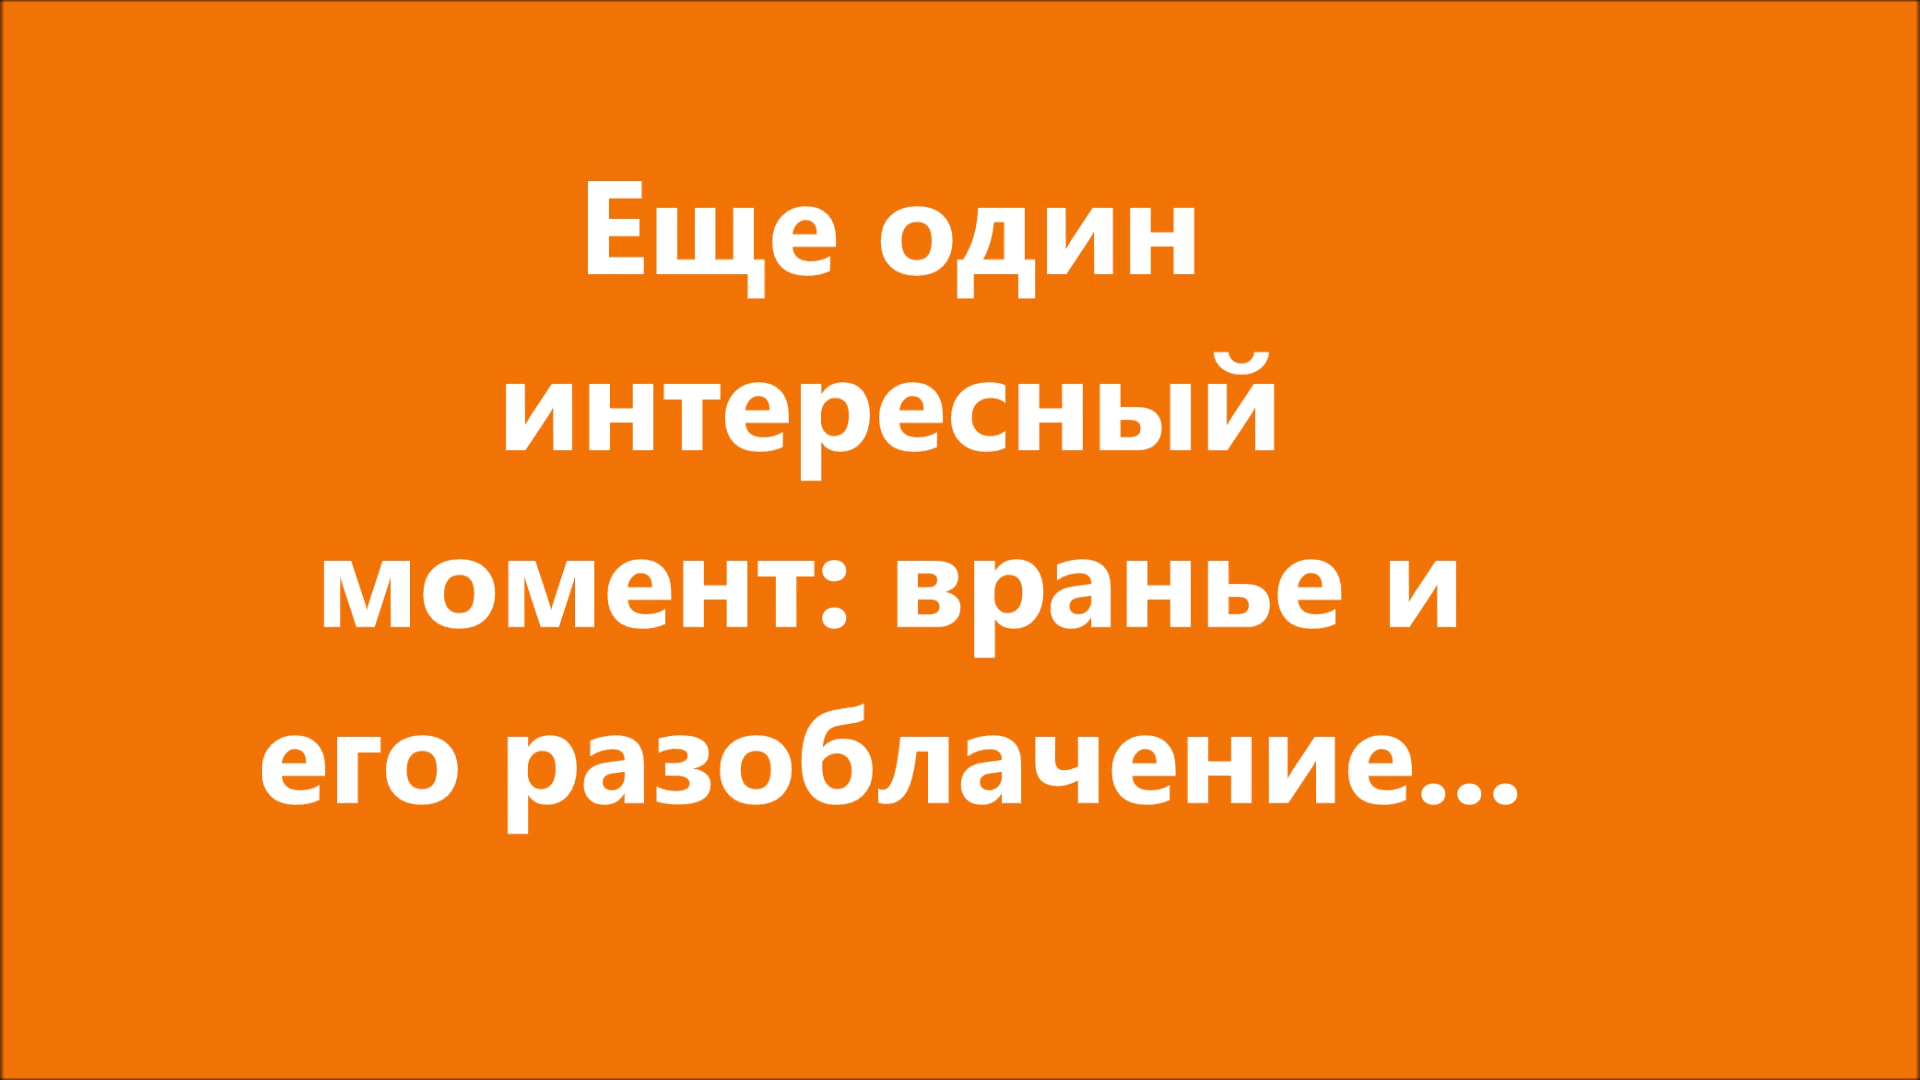 Еще один
интересный
момент: вранье и
его разоблачение...